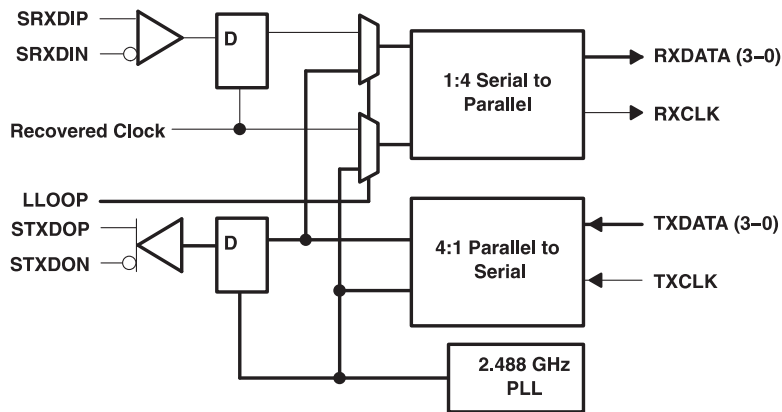 SRXDIP
SRXDIN
D
1:4 Serial to
Parallel
RXDATA (3–0)
RXCLK
Recovered Clock
LLOOP
STXDOP
STXDON
D
4:1 Parallel to
Serial
TXDATA (3–0)
TXCLK
2.488 GHz
PLL